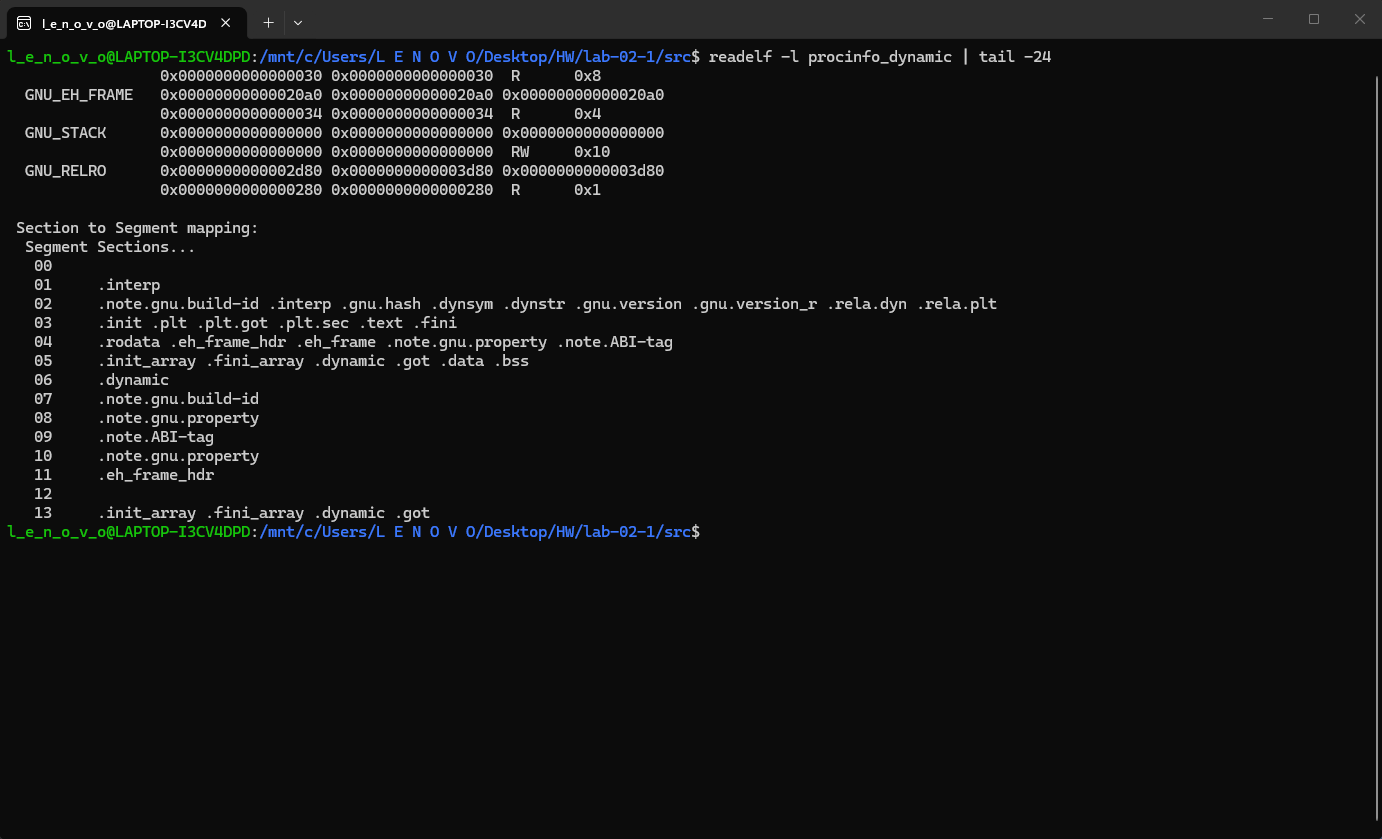 l_e_n_o_v_o@LAPTOP-I3CV4D
l_e_n_o_v_o@LAPTOP-I3CV4DPD:/mnt/c/Users/L E N O V O/Desktop/HW/lab-02-1/src$ readelf -l procinfo_dynamic | tail -24
                 0x0000000000000030 0x0000000000000030  R      0x8
  GNU_EH_FRAME   0x00000000000020a0 0x00000000000020a0 0x00000000000020a0
                 0x0000000000000034 0x0000000000000034  R      0x4
  GNU_STACK      0x0000000000000000 0x0000000000000000 0x0000000000000000
                 0x0000000000000000 0x0000000000000000  RW     0x10
  GNU_RELRO      0x0000000000002d80 0x0000000000003d80 0x0000000000003d80
                 0x0000000000000280 0x0000000000000280  R      0x1
 Section to Segment mapping:
  Segment Sections...
   00
   01     .interp
   02     .note.gnu.build-id .interp .gnu.hash .dynsym .dynstr .gnu.version .gnu.version_r .rela.dyn .rela.plt
   03     .init .plt .plt.got .plt.sec .text .fini
   04     .rodata .eh_frame_hdr .eh_frame .note.gnu.property .note.ABI-tag
   05     .init_array .fini_array .dynamic .got .data .bss
   06     .dynamic
   07     .note.gnu.build-id
   08     .note.gnu.property
   09     .note.ABI-tag
   10     .note.gnu.property
   11     .eh_frame_hdr
   12
   13     .init_array .fini_array .dynamic .got
l_e_n_o_v_o@LAPTOP-I3CV4DPD:/mnt/c/Users/L E N O V O/Desktop/HW/lab-02-1/src$